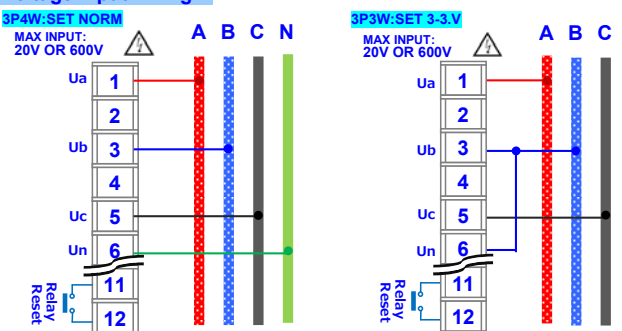 3P4W:SET NORM
MAX INPUT:
20V OR 600V
A B C N
Ua 1
2
Ub 3
4
Uc 5
Un 6
11
12
Relay
Reset
3P3W:SET 3-3.V
MAX INPUT:
20V OR 600V
A B C
Ua 1
2
Ub 3
4
Uc 5
Un 6
11
12
Relay
Reset